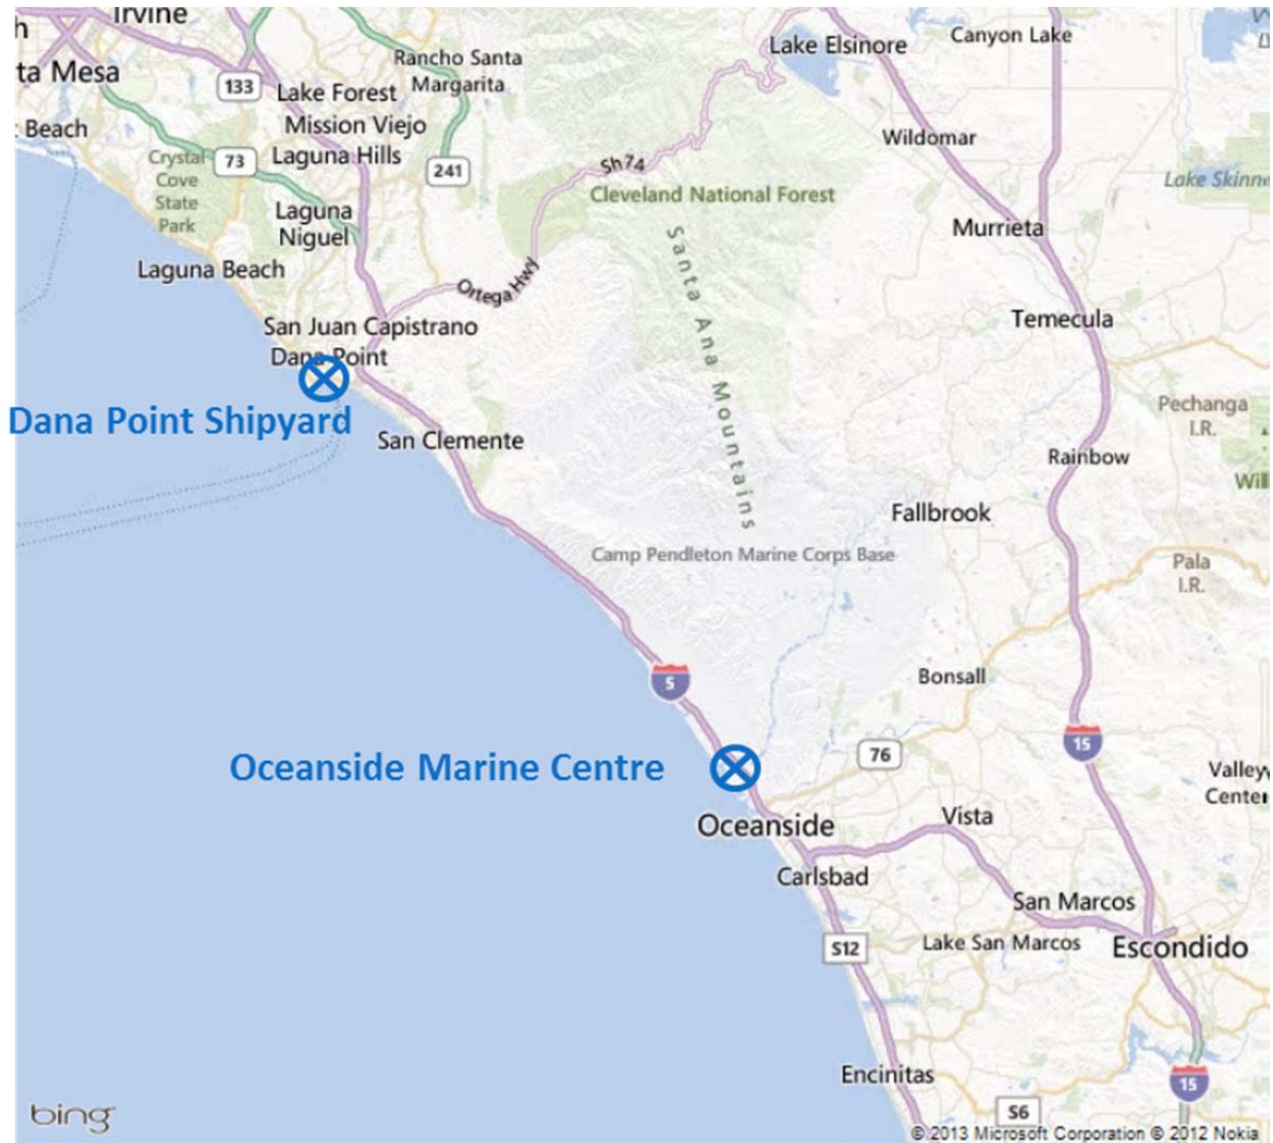 Irvine
h
ta Mesa
133
Lake Forest
Rancho Santa
Margarita
Lake Elsinore
Canyon Lake
Beach
Mission Viejo
Wildomar
Crystal
Cove
State
Park
73
Laguna Hills
241
Sh74
Cleveland National Forest
Lake Skinn
Laguna
Niguel
Murrieta
Santa Ana Mountains
Laguna Beach
Ortega Hwy
San Juan Capistrano
Temecula
Dana Point
Dana Point Shipyard
San Clemente
Pechanga
I.R.
Rainbow
Wil
Fallbrook
Camp Pendleton Marine Corps Base
Pala
I.R.
5
Bonsall
15
76
Oceanside Marine Centre
Valley
Center
Oceanside
Vista
Carlsbad
San Marcos
S12
Lake San Marcos
Escondido
Encinitas
15
S6
bing
© 2013 Microsoft Corporation © 2012 Nokia